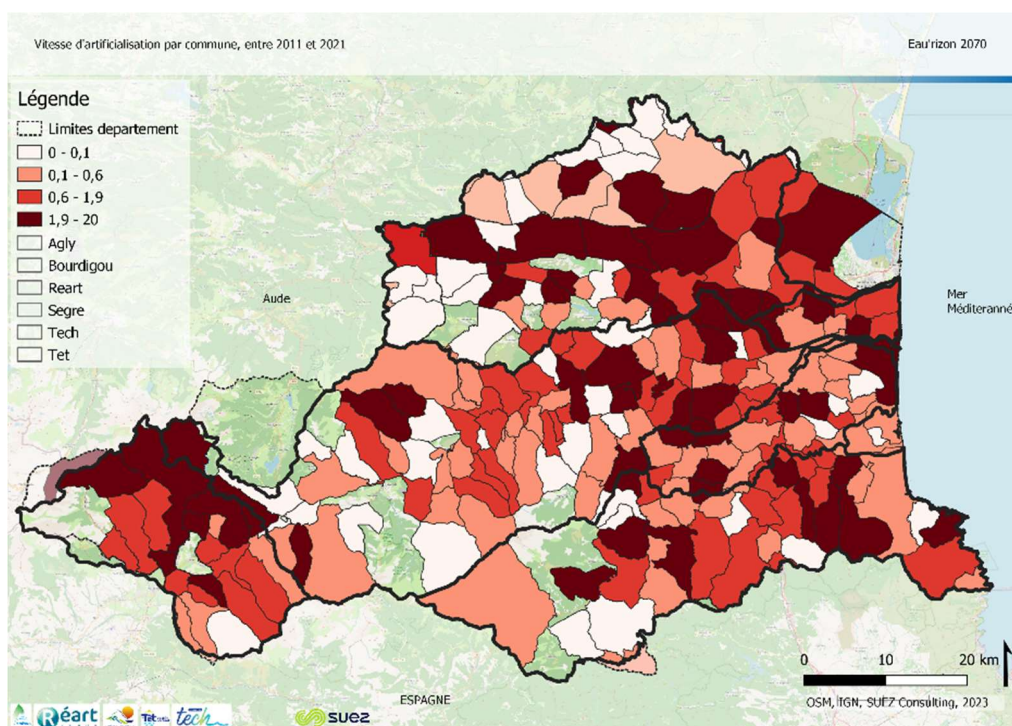 Vitesse d'artificialisation par commune, entre 2011 et 2021
Eau'rizon 2070
Légende
Limites departement
0 - 0,1
0,1 - 0,6
0,6 - 1,9
1,9 - 20
Agly
Bourdigou
Reart
Segre
Tech
Tet
Aude
Mer
Méditeranné
ESPAGNE
0 10 20 km
OSM, IGN, SUEZ Consulting, 2023
Réart
Têt
tech
suez